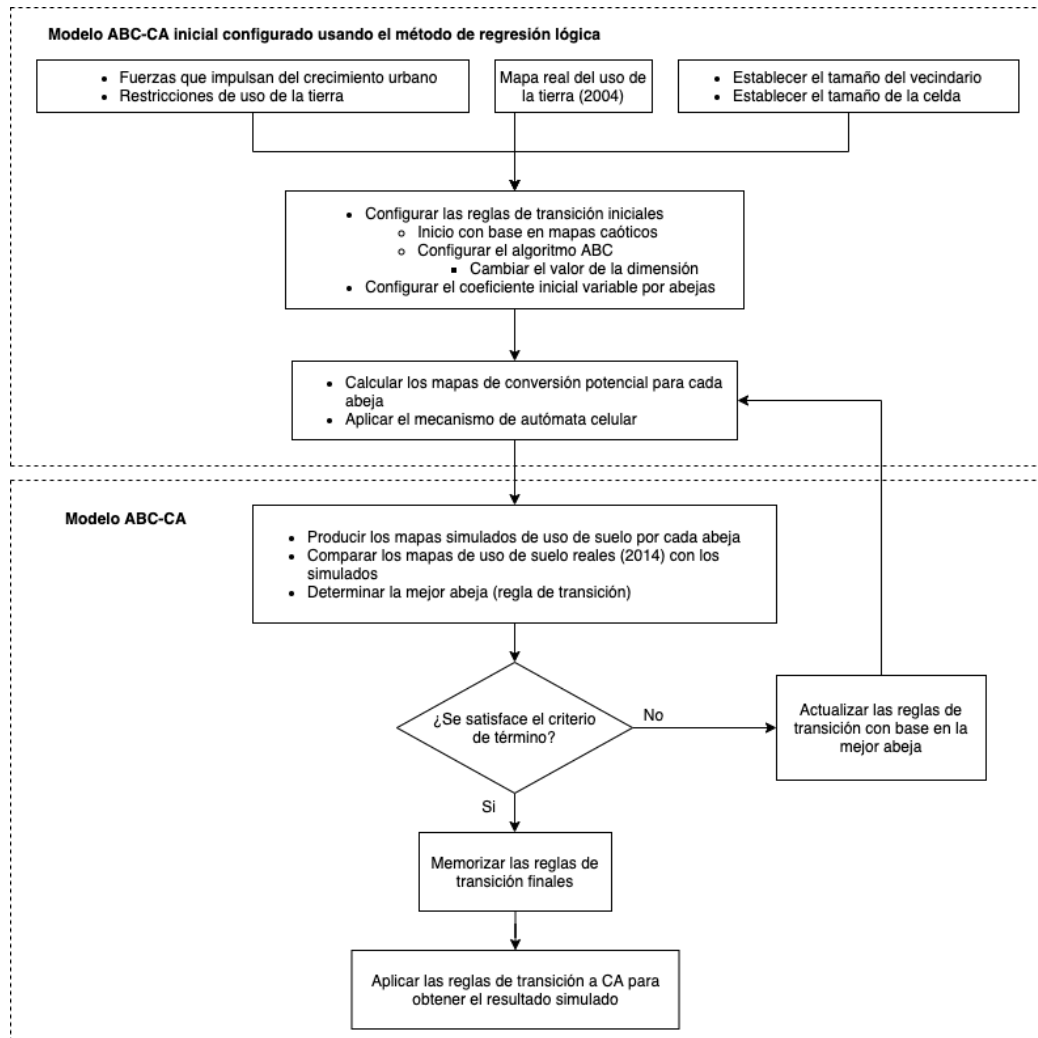 Modelo ABC-CA inicial configurado usando el método de regresión lógica
• Fuerzas que impulsan del crecimiento urbano
• Restricciones de uso de la tierra
Mapa real del uso de
la tierra (2004)
• Establecer el tamaño del vecindario
• Establecer el tamaño de la celda
• Configurar las reglas de transición iniciales
○ Inicio con base en mapas caóticos
○ Configurar el algoritmo ABC
▪ Cambiar el valor de la dimensión
• Configurar el coeficiente inicial variable por abejas
• Calcular los mapas de conversión potencial para cada
abeja
• Aplicar el mecanismo de autómata celular
Modelo ABC-CA
• Producir los mapas simulados de uso de suelo por cada abeja
• Comparar los mapas de uso de suelo reales (2014) con los
simulados
• Determinar la mejor abeja (regla de transición)
¿Se satisface el criterio
de término?
No
Actualizar las reglas de
transición con base en la
mejor abeja
Si
Memorizar las reglas de
transición finales
Aplicar las reglas de transición a CA para
obtener el resultado simulado